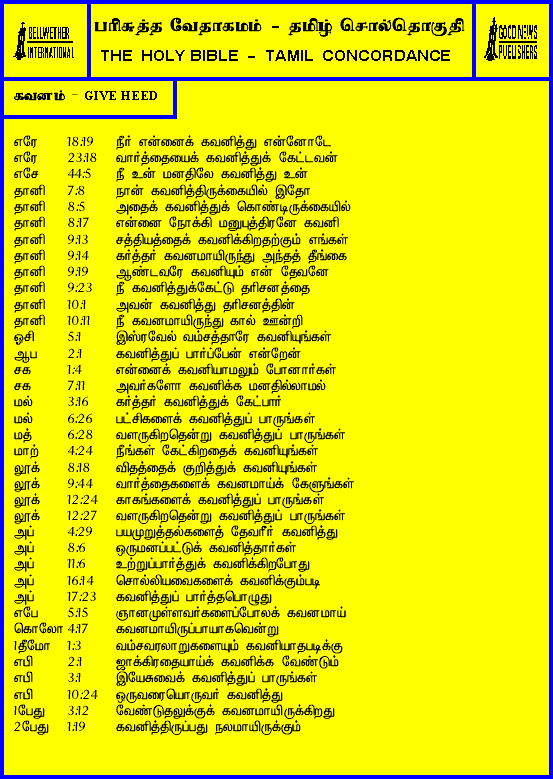 BELLWETHER
INTERNATIONAL
பரிசுத்த வேதாகமம் - தமிழ் சொல்தொகுதி
THE HOLY BIBLE - TAMIL CONCORDANCE
GOOD NEWS
PUBLISHERS
கவனம் - GIVE HEED
எரே 18:19 நீர் என்னைக் கவனித்து என்னோடே
எரே 23:18 வார்த்தையைக் கவனித்துக் கேட்டவன்
எசே 44:5 நீ உன் மனதிலே கவனித்து உன்
தானி 7:8 நான் கவனித்திருக்கையில் இதோ
தானி 8:5 அதைக் கவனித்துக் கொண்டிருக்கையில்
தானி 8:17 என்னை நோக்கி மனுபுத்திரனே கவனி
தானி 9:13 சத்தியத்தைக் கவனிக்கிறதற்கும் எங்கள்
தானி 9:14 கர்த்தர் கவனமாயிருந்து அந்தத் தீங்கை
தானி 9:19 ஆண்டவரே கவனியும் என் தேவனே
தானி 9:23 நீ கவனித்துக்கேட்டு தரிசனத்தை
தானி 10:1 அவன் கவனித்து தரிசனத்தின்
தானி 10:11 நீ கவனமாயிருந்து கால் ஊன்றி
ஓசி 5:1 இஸ்ரவேல் வம்சத்தாரே கவனியுங்கள்
ஆப 2:1 கவனித்துப் பார்ப்பேன் என்றேன்
சக 1:4 என்னைக் கவனியாமலும் போனார்கள்
சக 7:11 அவர்களோ கவனிக்க மனதில்லாமல்
மல் 3:16 கர்த்தர் கவனித்துக் கேட்பார்
மல் 6:26 பட்சிகளைக் கவனித்துப் பாருங்கள்
மத் 6:28 வளருகிறதென்று கவனித்துப் பாருங்கள்
மாற் 4:24 நீங்கள் கேட்கிறதைக் கவனியுங்கள்
லூக் 8:18 விதத்தைக் குறித்துக் கவனியுங்கள்
லூக் 9:44 வார்த்தைகளைக் கவனமாய்க் கேளுங்கள்
லூக் 12:24 காகங்களைக் கவனித்துப் பாருங்கள்
லூக் 12:27 வளருகிறதென்று கவனித்துப் பாருங்கள்
அப் 4:29 பயமுறுத்தல்களைத் தேவரீர் கவனித்து
அப் 8:6 ஒருமனப்பட்டுக் கவனித்தார்கள்
அப் 11:6 உற்றுப்பார்த்துக் கவனிக்கிறபோது
அப் 16:14 சொல்லியவைகளைக் கவனிக்கும்படி
அப் 17:23 கவனித்துப் பார்த்தபொழுது
எபே 5:15 ஞானமுள்ளவர்களைப்போலக் கவனமாய்
கொலோ 4:17 கவனமாயிருப்பாயாகவென்று
1தீமோ 1:3 வம்சவரலாறுகளையும் கவனியாதபடிக்கு
எபி 2:1 ஜாக்கிரதையாய்க் கவனிக்க வேண்டும்
எபி 3:1 இயேசுவைக் கவனித்துப் பாருங்கள்
எபி 10:24 ஒருவரையொருவர் கவனித்து
1பேது 3:12 வேண்டுதலுக்குக் கவனமாயிருக்கிறது
2பேது 1:19 கவனித்திருப்பது நலமாயிருக்கும்